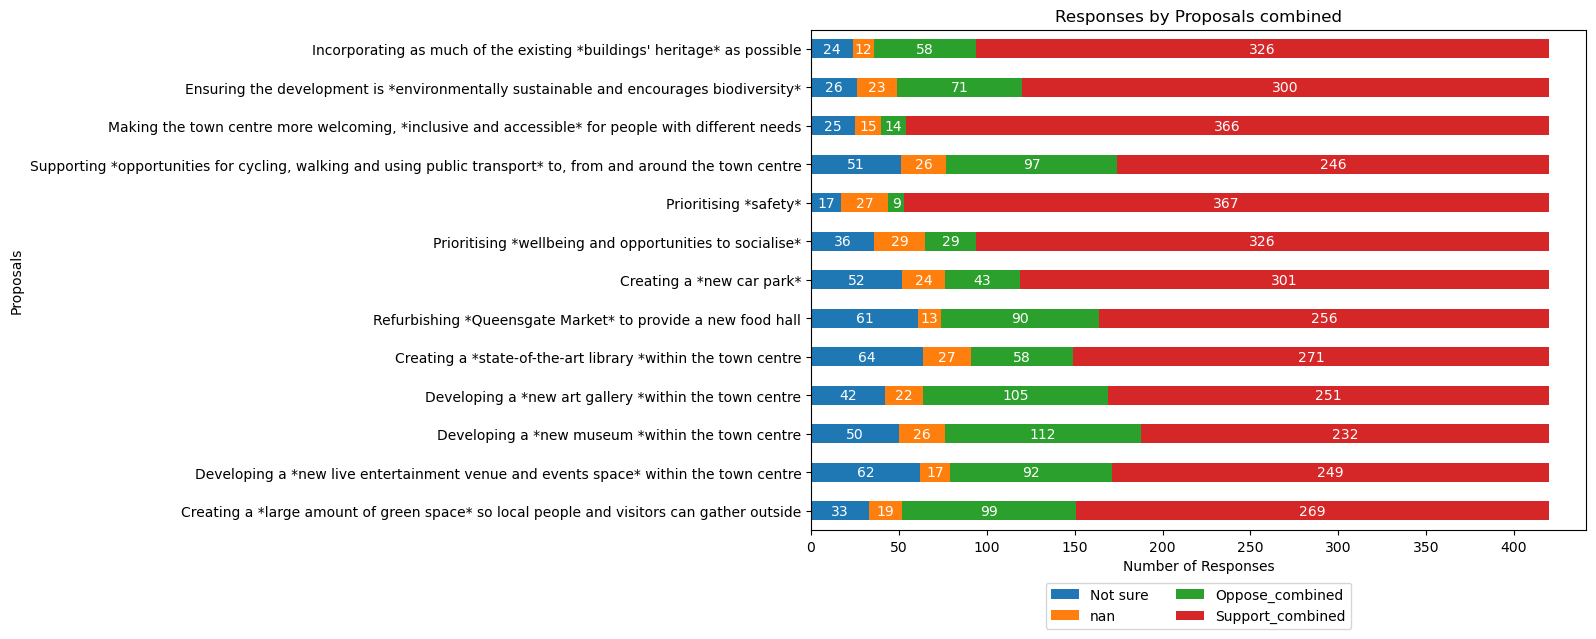 Responses by Proposals combined
Incorporating as much of the existing *buildings' heritage* as possible 24 12 58 326
Ensuring the development is *environmentally sustainable and encourages biodiversity* 26 23 71 300
Making the town centre more welcoming, *inclusive and accessible* for people with different needs 25 15 14 366
Supporting *opportunities for cycling, walking and using public transport* to, from and around the town centre 51 26 97 246
Prioritising *safety* 17 27 9 367
Prioritising *wellbeing and opportunities to socialise* 36 29 29 326
Creating a *new car park* 52 24 43 301
Refurbishing *Queensgate Market* to provide a new food hall 61 13 90 256
Creating a *state-of-the-art library *within the town centre 64 27 58 271
Developing a *new art gallery *within the town centre 42 22 105 251
Developing a *new museum *within the town centre 50 26 112 232
Developing a *new live entertainment venue and events space* within the town centre 62 17 92 249
Creating a *large amount of green space* so local people and visitors can gather outside 33 19 99 269
Proposals
0 50 100 150 200 250 300 350 400
Number of Responses
Not sure Oppose_combined
nan Support_combined